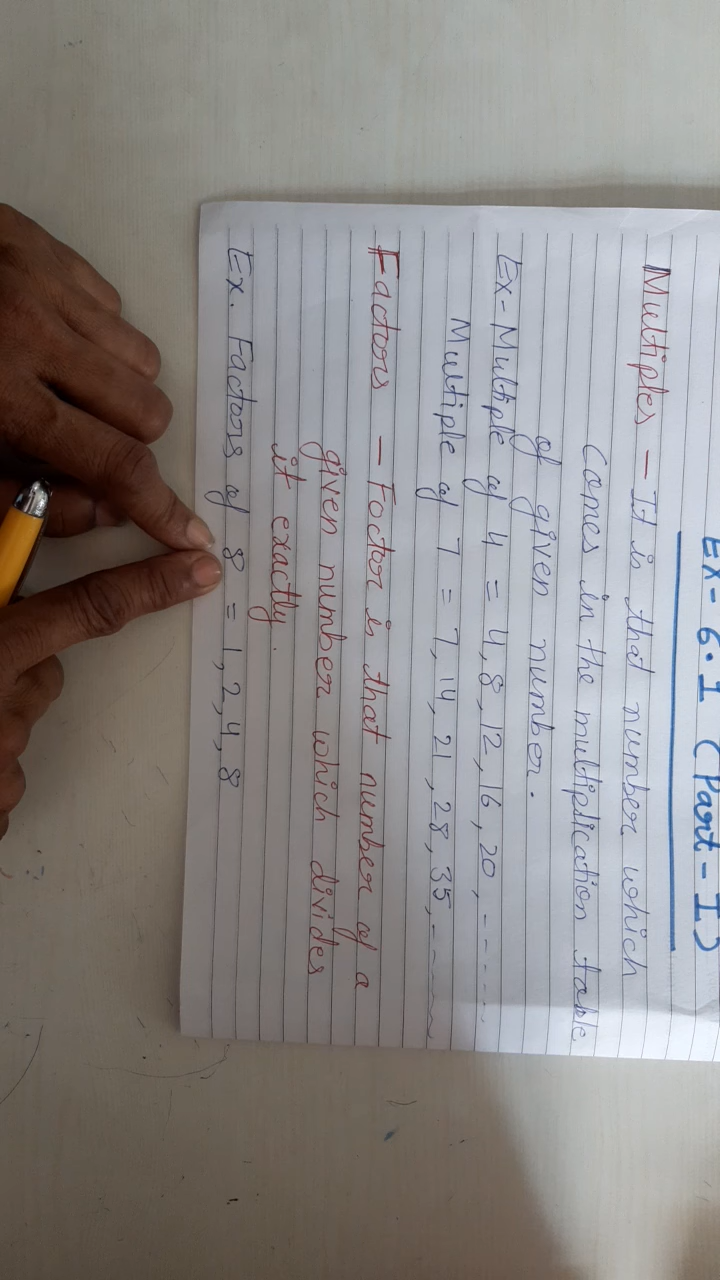 Ex-6.1 (Part-I)
Multiples - It is that number which
comes in the multiplication table
of given number.
Ex-Multiple of 4 = 4,8,12,16,20,------
Multiple of 7 = 7,14,21,28,35,-----
Factors - Factor is that number of a
given number which divides
it exactly.
Ex. Factors of 8 = 1,2,4,8